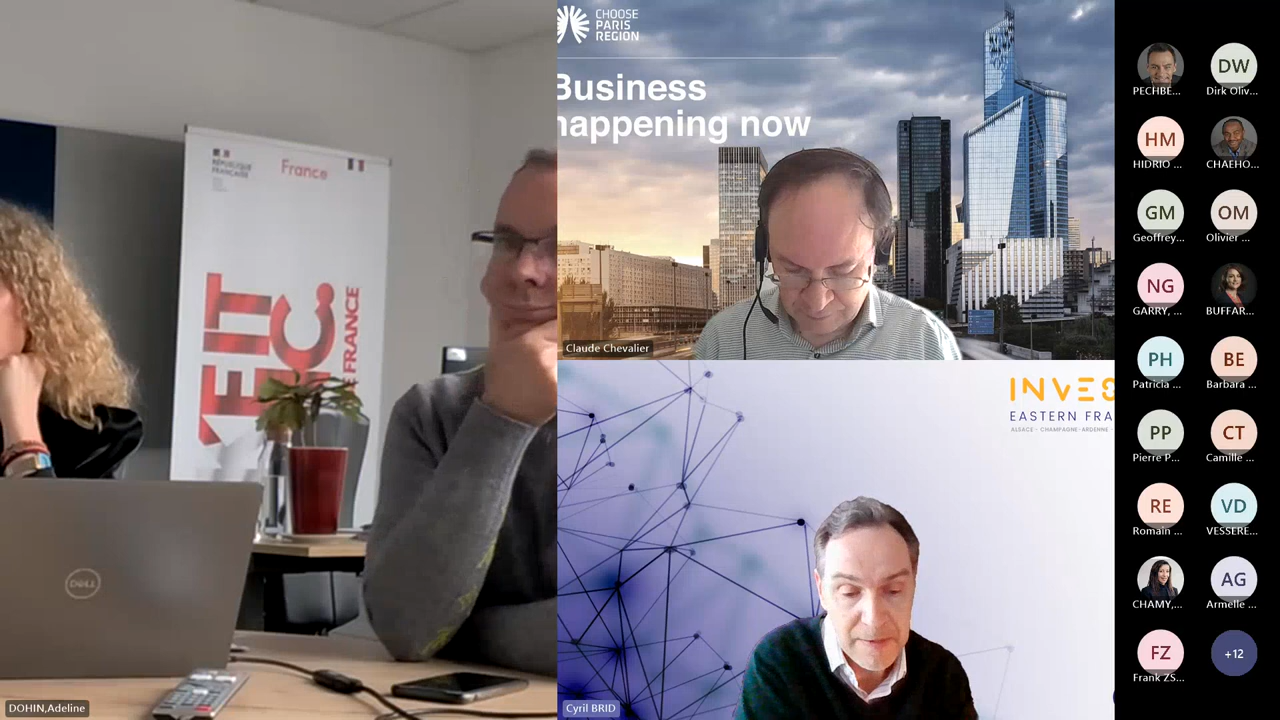 RÉPUBLIQUE
FRANÇAISE
France
FRANCE
DELL
DOHIN,Adeline
CHOOSE
PARIS
REGION
Business
happening now
Claude Chevalier
INVES
EASTERN FRA
ALSACE - CHAMPAGNE-ARDENNE -
Cyril BRID
PECHBE...
DW
Dirk Oliv...
HM
HIDRIO ...
CHAEHO...
GM
Geoffrey...
OM
Olivier ...
NG
GARRY, ...
BUFFAR...
PH
Patricia ...
BE
Barbara ...
PP
Pierre P...
CT
Camille ...
RE
Romain ...
VD
VESSERE...
CHAMY,...
AG
Armelle ...
FZ
Frank ZS...
+12